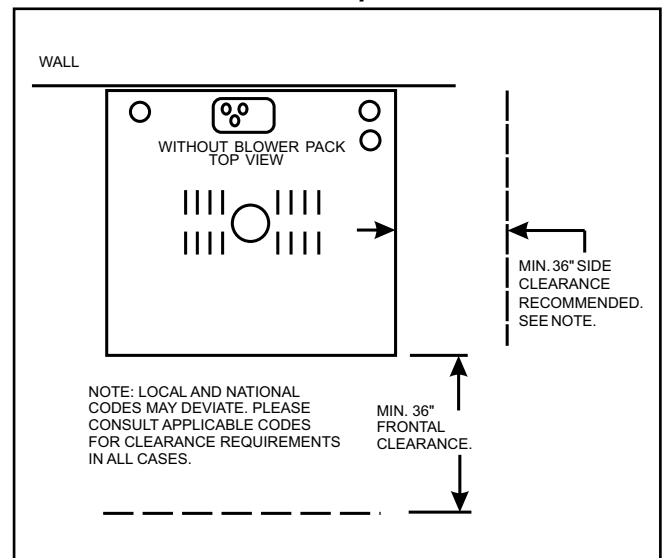 WALL
WITHOUT BLOWER PACK
TOP VIEW
MIN. 36" SIDE
CLEARANCE
RECOMMENDED.
SEE NOTE.
NOTE: LOCAL AND NATIONAL
CODES MAY DEVIATE. PLEASE
CONSULT APPLICABLE CODES
FOR CLEARANCE REQUIREMENTS
IN ALL CASES.
MIN. 36"
FRONTAL
CLEARANCE.